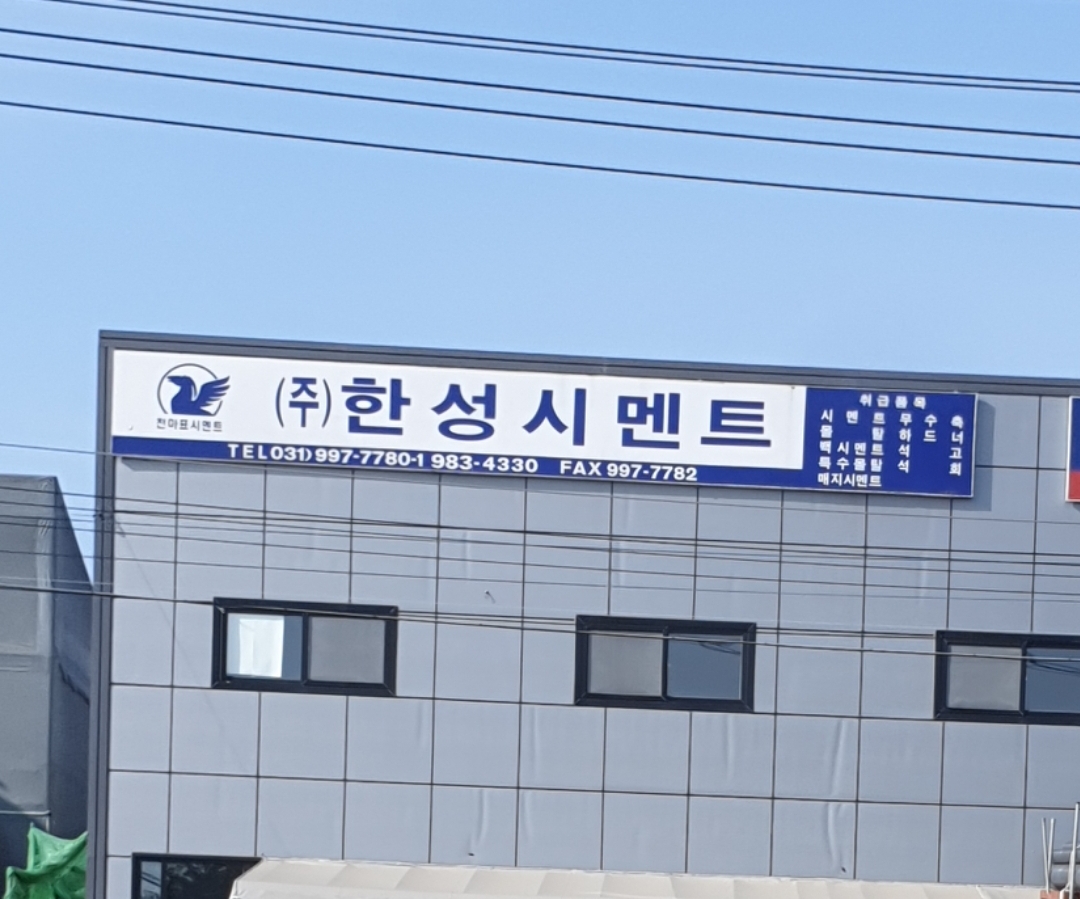 (주)한성시멘트
천마표시멘트
TEL031)997-7780-1 983-4330 FAX 997-7782
취급품목
시멘트 무수축
몰탈 하드너
백시멘트 석고
특수몰탈 석회
매지시멘트